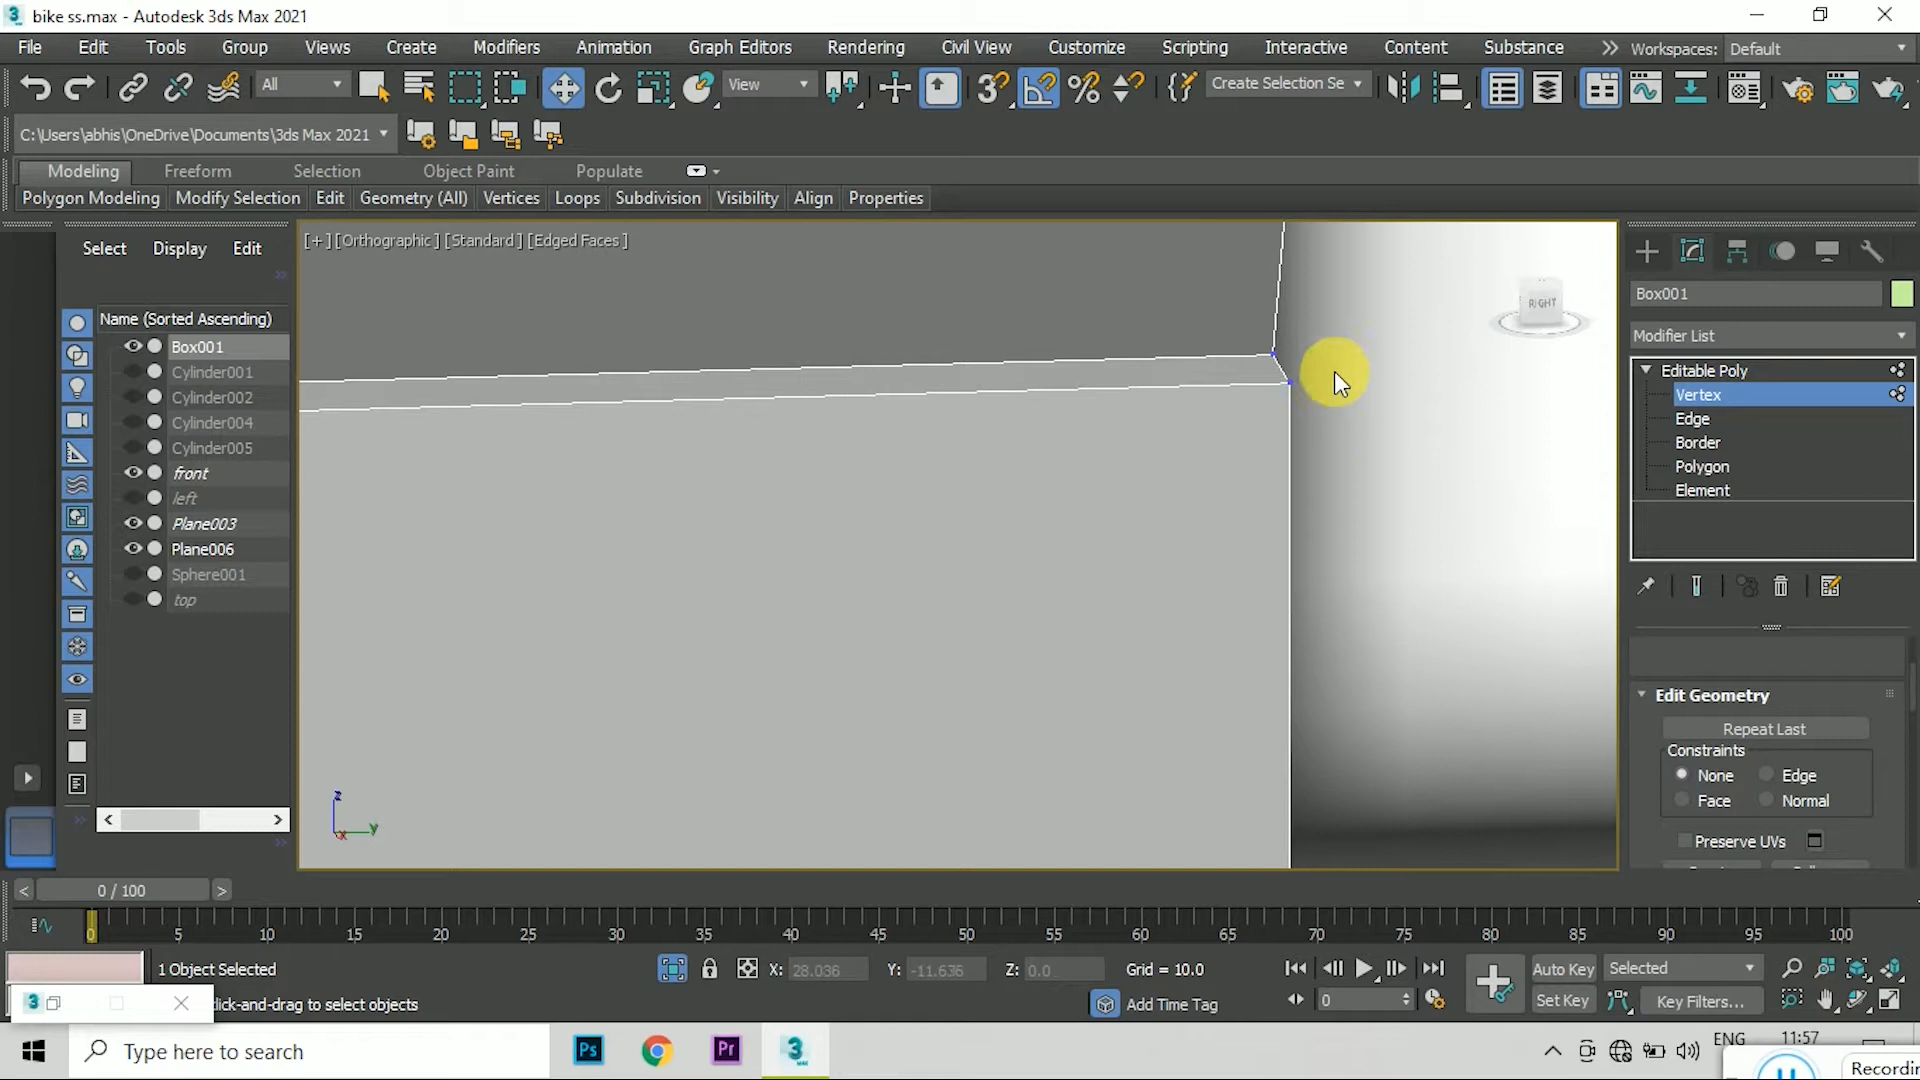 bike ss.max - Autodesk 3ds Max 2021
File Edit Tools Group Views Create Modifiers Animation Graph Editors Rendering Civil View Customize Scripting Interactive Content Substance Workspaces: Default
All View Create Selection Se
C:\Users\abhis\OneDrive\Documents\3ds Max 2021
Modeling Freeform Selection Object Paint Populate
Polygon Modeling Modify Selection Edit Geometry (All) Vertices Loops Subdivision Visibility Align Properties
Select Display Edit
Name (Sorted Ascending)
Box001
Cylinder001
Cylinder002
Cylinder004
Cylinder005
front
left
Plane003
Plane006
Sphere001
top
[+] [Orthographic] [Standard] [Edged Faces]
RIGHT
z
x y
Box001
Modifier List
Editable Poly
Vertex
Edge
Border
Polygon
Element
Edit Geometry
Repeat Last
Constraints
None Edge
Face Normal
Preserve UVs
0 / 100
0 5 10 15 20 25 30 35 40 45 50 55 60 65 70 75 80 85 90 95 100
1 Object Selected X: 28.036 Y: -11.636 Z: 0.0 Grid = 10.0 Auto Key Selected
lick-and-drag to select objects Add Time Tag 0 Set Key Key Filters...
Type here to search Ps Pr 3 ENG 11:57
Recordin